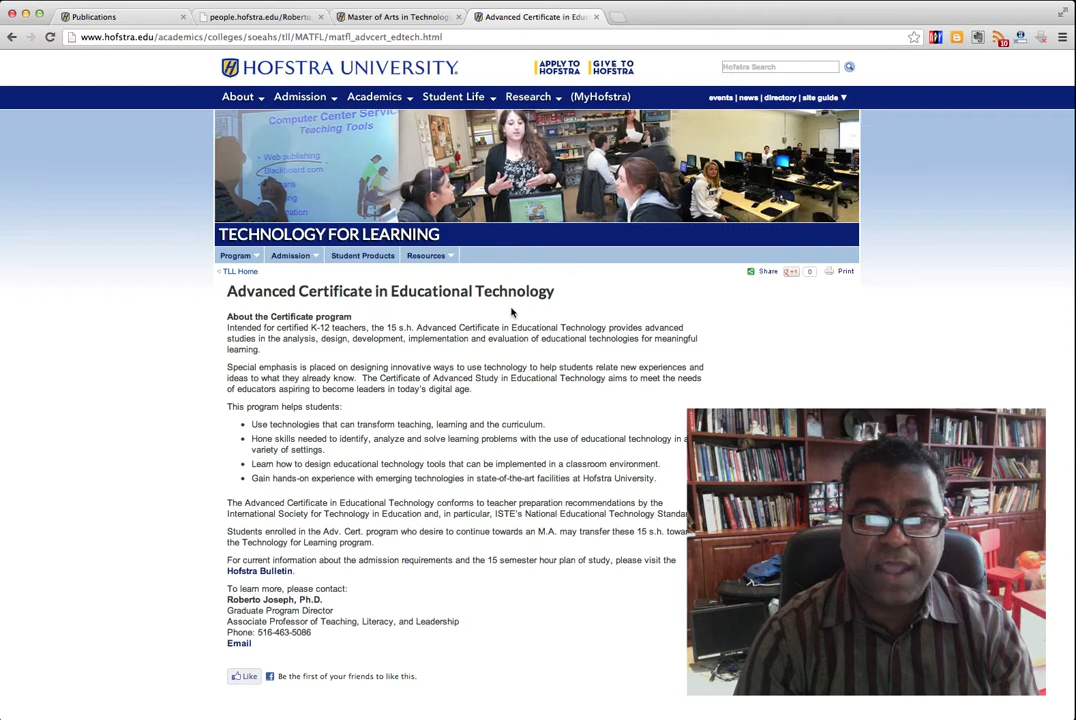 Publications
people.hofstra.edu/Roberto
Master of Arts in Technology
Advanced Certificate in Edu
www.hofstra.edu/academics/colleges/soeahs/tll/MATFL/matfl_advcert_edtech.html
10
HOFSTRA UNIVERSITY
APPLY TO
HOFSTRA
GIVE TO
HOFSTRA
Hofstra Search
About
Admission
Academics
Student Life
Research
(MyHofstra)
events | news | directory | site guide
Computer Center
Teaching Tools
Web publishing
Blackboard.com
TECHNOLOGY FOR LEARNING
Program
Admission
Student Products
Resources
< TLL Home
Share
+1
0
Print
Advanced Certificate in Educational Technology
About the Certificate program
Intended for certified K-12 teachers, the 15 s.h. Advanced Certificate in Educational Technology provides advanced
studies in the analysis, design, development, implementation and evaluation of educational technologies for meaningful
learning.
Special emphasis is placed on designing innovative ways to use technology to help students relate new experiences and
ideas to what they already know. The Certificate of Advanced Study in Educational Technology aims to meet the needs
of educators aspiring to become leaders in today's digital age.
This program helps students:
• Use technologies that can transform teaching, learning and the curriculum.
• Hone skills needed to identify, analyze and solve learning problems with the use of educational technology in a
variety of settings.
• Learn how to design educational technology tools that can be implemented in a classroom environment.
• Gain hands-on experience with emerging technologies in state-of-the-art facilities at Hofstra University.
The Advanced Certificate in Educational Technology conforms to teacher preparation recommendations by the
International Society for Technology in Education and, in particular, ISTE's National Educational Technology Standar
Students enrolled in the Adv. Cert. program who desire to continue towards an M.A. may transfer these 15 s.h. towar
the Technology for Learning program.
For current information about the admission requirements and the 15 semester hour plan of study, please visit the
Hofstra Bulletin.
To learn more, please contact:
Roberto Joseph, Ph.D.
Graduate Program Director
Associate Professor of Teaching, Literacy, and Leadership
Phone: 516-463-5086
Email
Like
Be the first of your friends to like this.